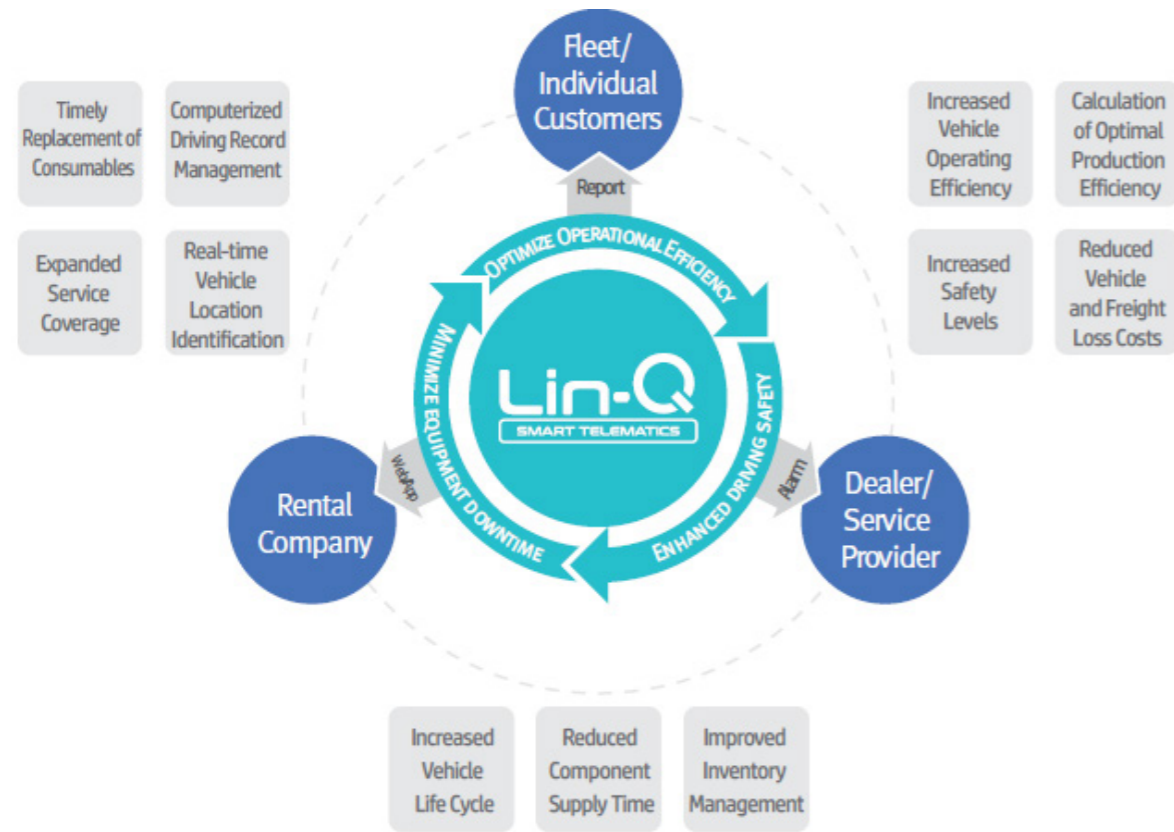 Fleet/
Individual
Customers
Timely
Replacement of
Consumables
Computerized
Driving Record
Management
Expanded
Service
Coverage
Real-time
Vehicle
Location
Identification
Increased
Vehicle
Operating
Efficiency
Calculation
of Optimal
Production
Efficiency
Increased
Safety
Levels
Reduced
Vehicle
and Freight
Loss Costs
Report
OPTIMIZE OPERATIONAL EFFICIENCY
ENHANCED DRIVING SAFETY
MINIMIZE EQUIPMENT DOWNTIME
Lin-Q
SMART TELEMATICS
Web/App
Alarm
Rental
Company
Dealer/
Service
Provider
Increased
Vehicle
Life Cycle
Reduced
Component
Supply Time
Improved
Inventory
Management